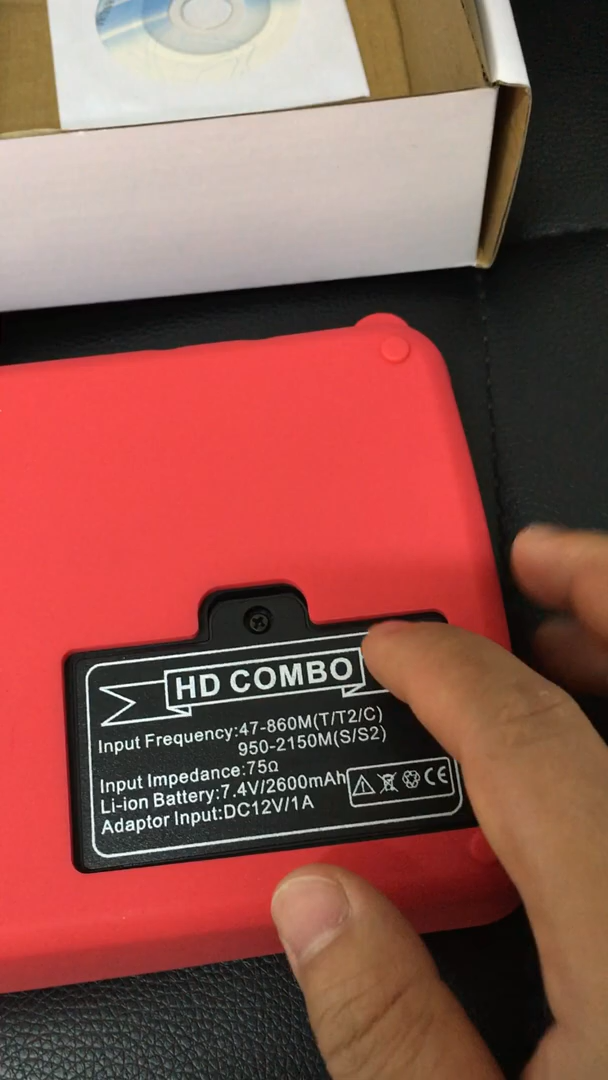 HD COMBO
Input Frequency:47-860M(T/T2/C)
950-2150M(S/S2)
Input Impedance:75Ω
Li-ion Battery:7.4V/2600mAh
Adaptor Input:DC12V/1A
CE